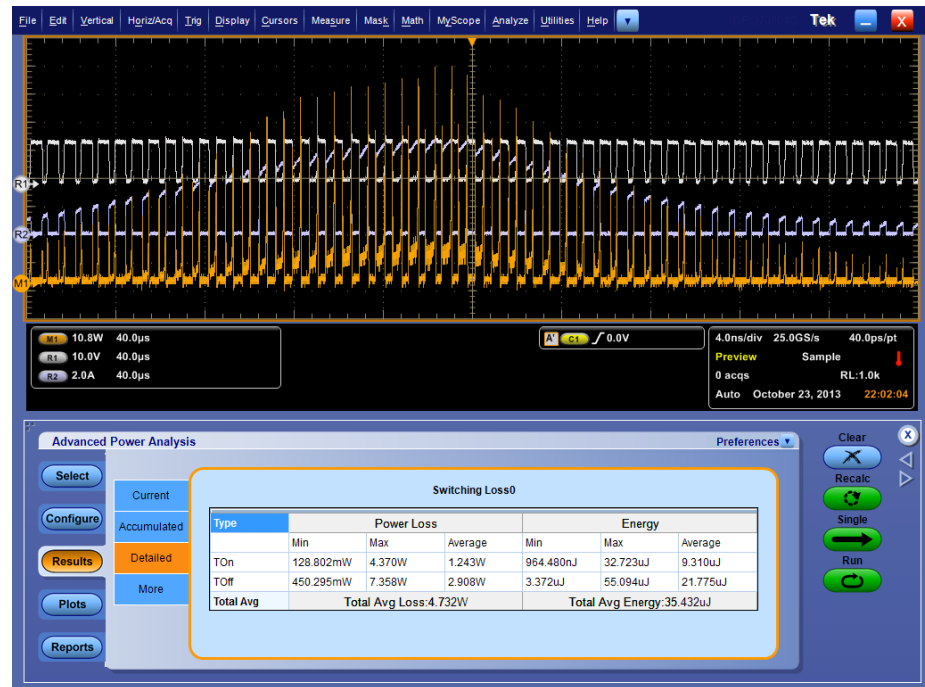 File Edit Vertical Horiz/Acq Trig Display Cursors Measure Mask Math MyScope Analyze Utilities Help Tek X
R1
R2
M1
M1 10.8W 40.0µs
R1 10.0V 40.0µs
R2 2.0A 40.0µs
A' C1 0.0V
4.0ns/div 25.0GS/s 40.0ps/pt
Preview Sample
0 acqs RL:1.0k
Auto October 23, 2013 22:02:04
Advanced Power Analysis Preferences
Select
Configure
Results
Plots
Reports
Current
Accumulated
Detailed
More
Switching Loss0
Type Power Loss Energy
Min Max Average Min Max Average
TOn 128.802mW 4.370W 1.243W 964.480nJ 32.723uJ 9.310uJ
TOff 450.295mW 7.358W 2.908W 3.372uJ 55.094uJ 21.775uJ
Total Avg Total Avg Loss:4.732W Total Avg Energy:35.432uJ
Clear X
Recalc
Single
Run